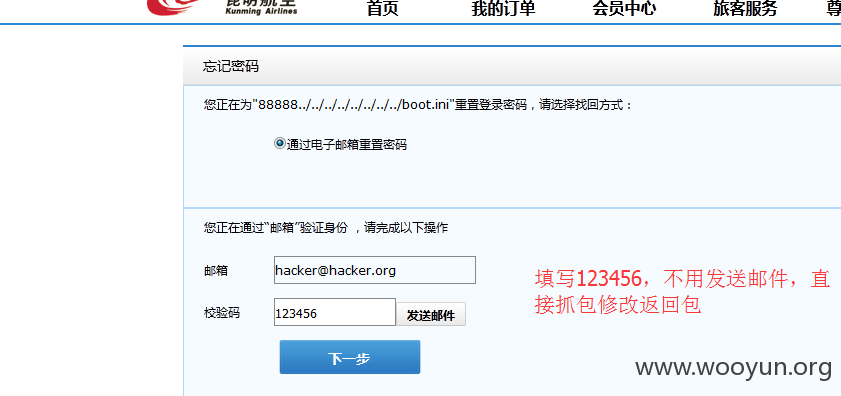 昆明航空
Kunming Airlines
首页 我的订单 会员中心 旅客服务 尊
忘记密码
您正在为"88888../../../../../../../../boot.ini"重置登录密码，请选择找回方式：
通过电子邮箱重置密码
您正在通过“邮箱”验证身份 ，请完成以下操作
邮箱 hacker@hacker.org
校验码 123456 发送邮件
下一步
填写123456，不用发送邮件，直
接抓包修改返回包
www.wooyun.org